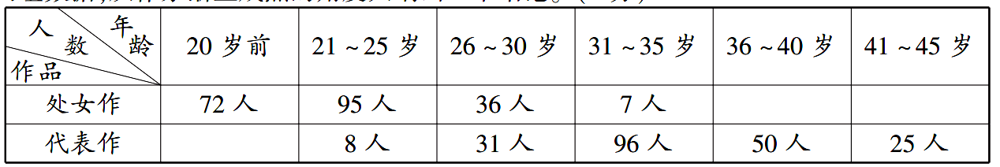 人 数 年龄 作品 20 岁前 21~25 岁 26~30 岁 31~35 岁 36~40 岁 41~45 岁
处女作 72 人 95 人 36 人 7 人
代表作 8 人 31 人 96 人 50 人 25 人